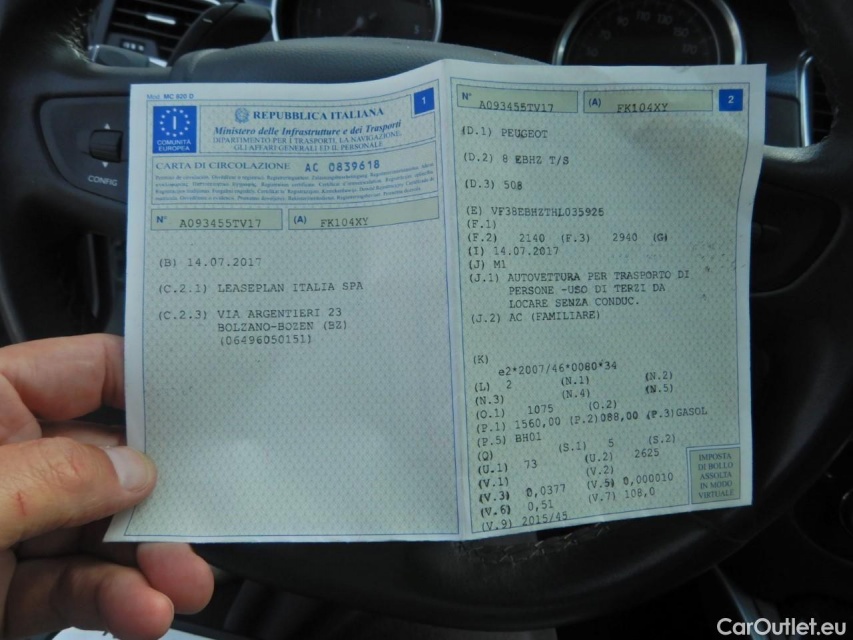 Mod. MC 820 D
I
COMUNITÀ
EUROPEA
REPUBBLICA ITALIANA
Ministero delle Infrastrutture e dei Trasporti
DIPARTIMENTO PER I TRASPORTI, LA NAVIGAZIONE,
GLI AFFARI GENERALI ED IL PERSONALE
1
CARTA DI CIRCOLAZIONE AC 0839618
N° A093455TV17 (A) FK104XY
(B) 14.07.2017
(C.2.1) LEASEPLAN ITALIA SPA
(C.2.3) VIA ARGENTIERI 23
BOLZANO-BOZEN (BZ)
(06496050151)
N° A093455TV17 (A) FK104XY 2
(D.1) PEUGEOT
(D.2) 8 EBHZ T/S
(D.3) 508
(E) VF38EBHZTHL035925
(F.1)
(F.2) 2140 (F.3) 2940 (G)
(I) 14.07.2017
(J) M1
(J.1) AUTOVETTURA PER TRASPORTO DI
PERSONE -USO DI TERZI DA
LOCARE SENZA CONDUC.
(J.2) AC (FAMILIARE)
(K)
e2*2007/46*0080*34
(L) 2 (N.1) (N.2)
(N.3) (N.4) (N.5)
(O.1) 1075 (O.2)
(P.1) 1560,00 (P.2)088,00 (P.3)GASOL
(P.5) BH01
(Q) (S.1) 5 (S.2)
(U.1) 73 (U.2) 2625
(V.1) (V.2)
(V.3) 0,0377 (V.5) 0,000010
(V.6) 0,51 (V.7) 108,0
(V.9) 2015/45
IMPOSTA
DI BOLLO
ASSOLTA
IN MODO
VIRTUALE
CONFIG
CarOutlet.eu